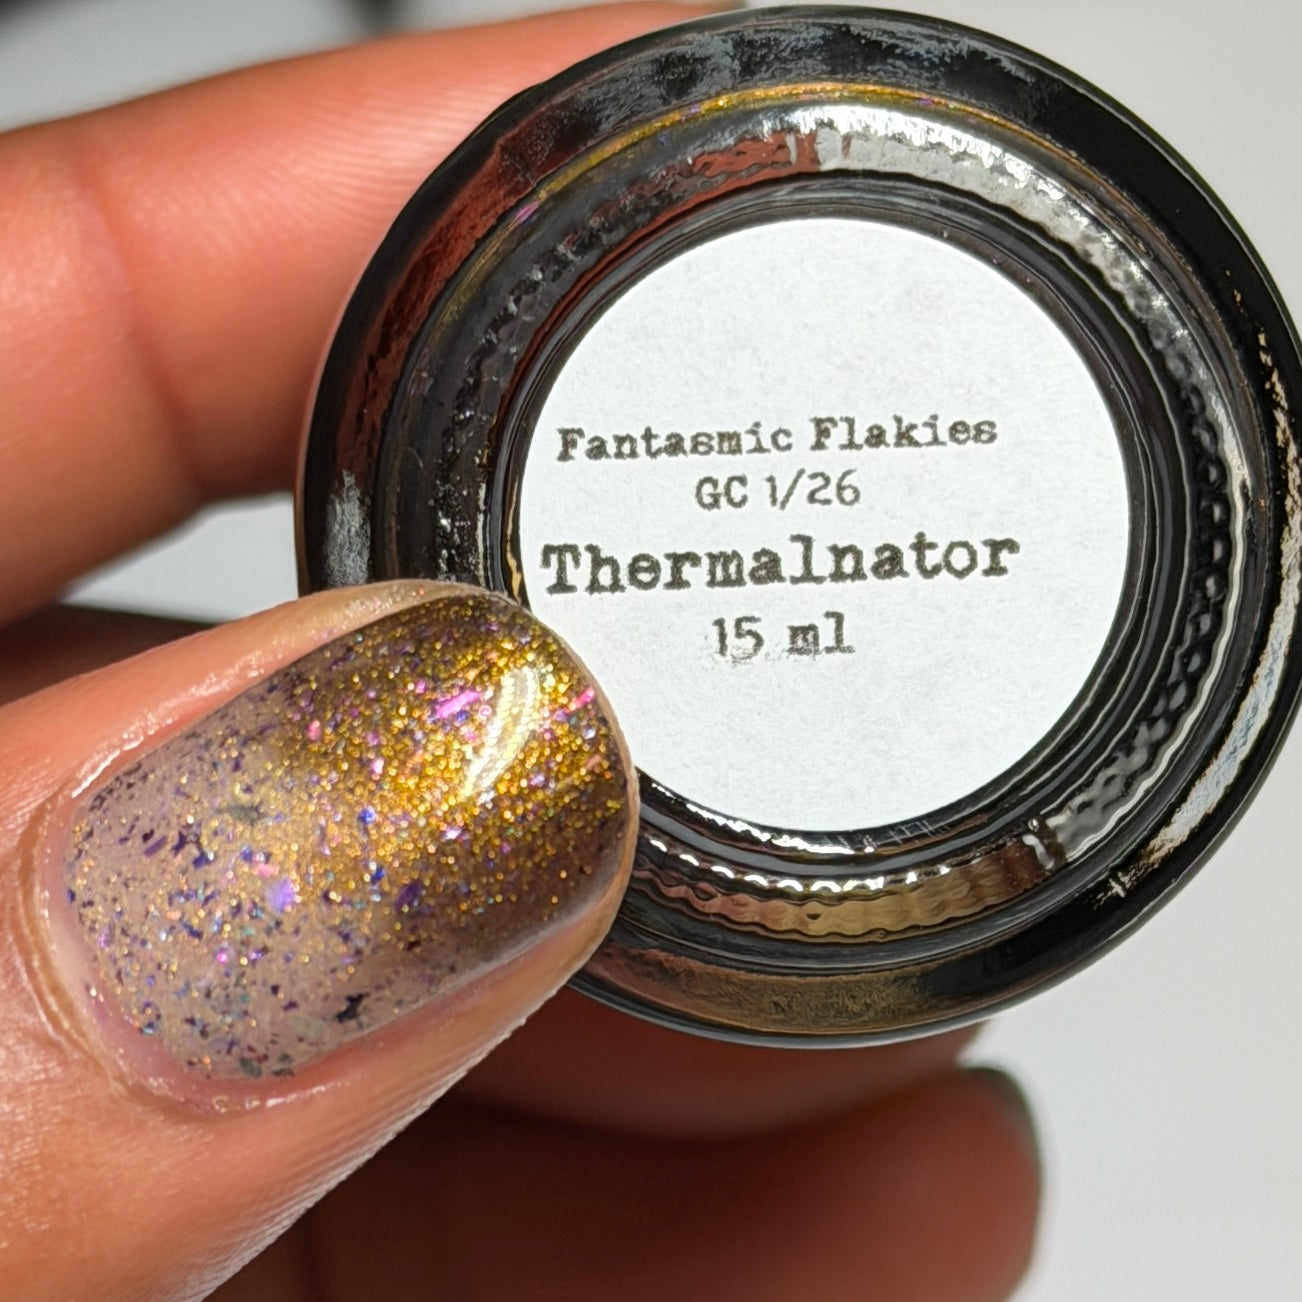 Fantasmic Flakies
GC 1/26
Thermalnator
15 ml